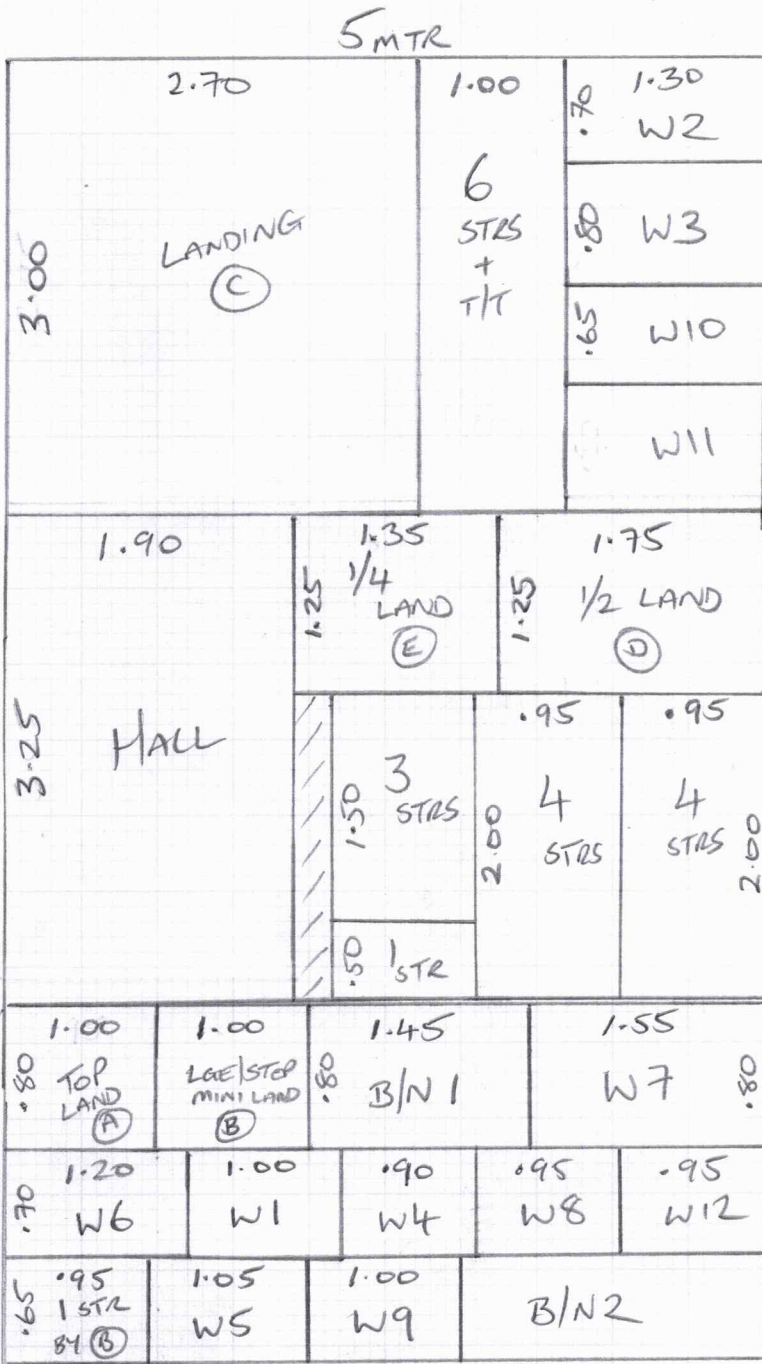 5 MTR
2.70
3.00
LANDING
C
1.00
6
STRS
+
T/T
1.30
.70
W2
.80
W3
.65
W10
W11
1.90
3.25
HALL
1.35
1.25
1/4
LAND
E
1.75
1.25
1/2 LAND
D
1.50
3
STRS
.50
1 STR
.95
2.00
4
STRS
.95
4
STRS
2.00
1.00
.80
TOP
LAND
A
1.00
LGE/STEP
MINI LAND
B
1.45
.80
B/N 1
1.55
W7
.80
1.20
.70
W6
1.00
W1
.90
W4
.95
W8
.95
W12
.95
.65
1 STR
BY B
1.05
W5
1.00
W9
B/N2